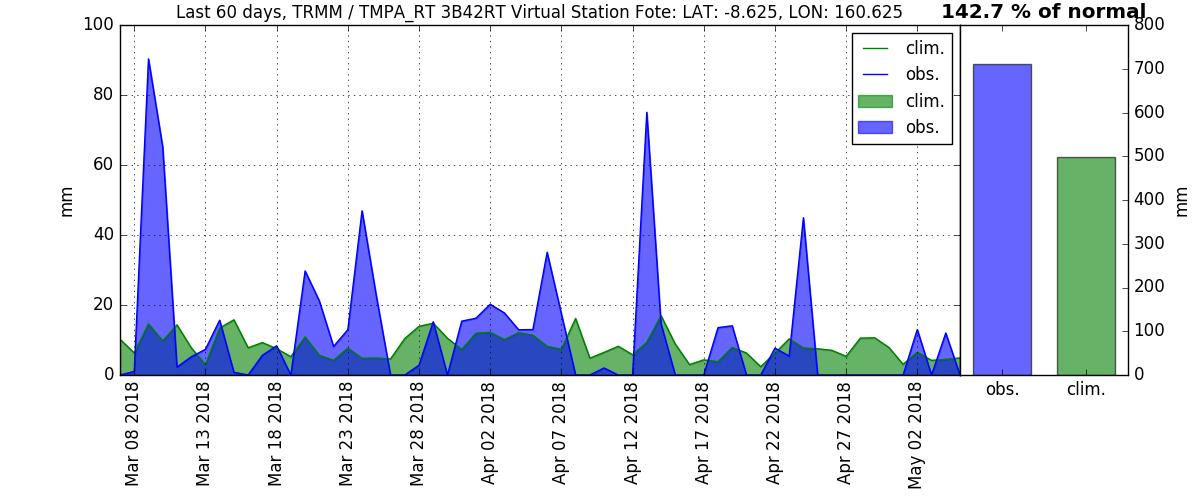 Last 60 days, TRMM / TMPA_RT 3B42RT Virtual Station Fote: LAT: -8.625, LON: 160.625
142.7 % of normal
100
80
60
40
20
0
mm
clim.
obs.
clim.
obs.
800
700
600
500
400
300
200
100
0
mm
Mar 08 2018
Mar 13 2018
Mar 18 2018
Mar 23 2018
Mar 28 2018
Apr 02 2018
Apr 07 2018
Apr 12 2018
Apr 17 2018
Apr 22 2018
Apr 27 2018
May 02 2018
obs.
clim.